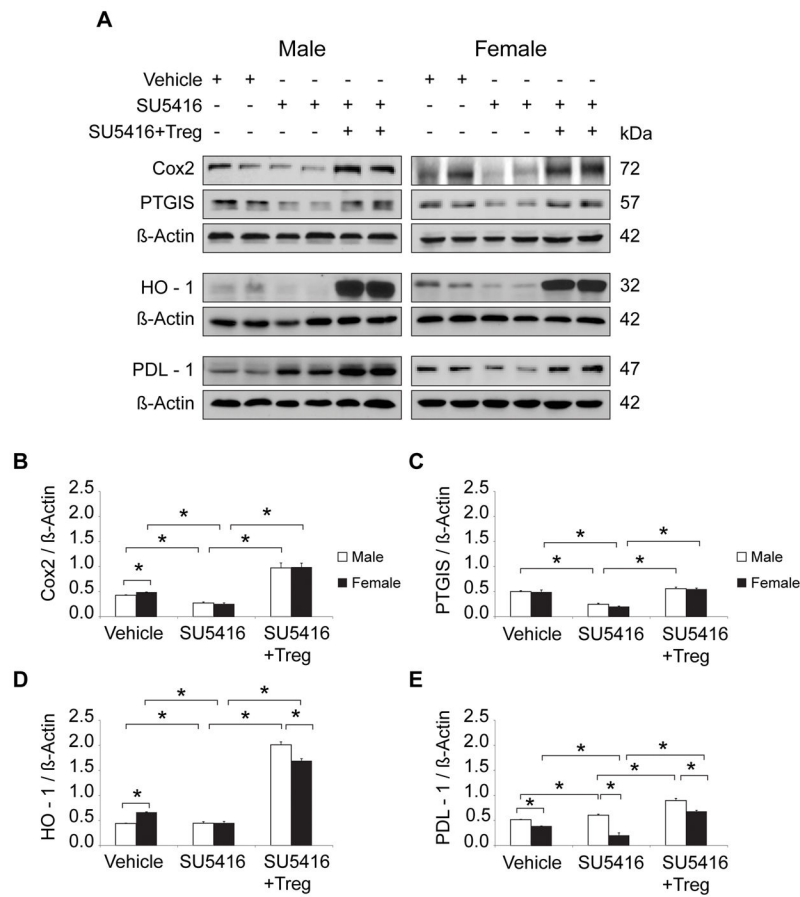 A
Male Female
Vehicle + + - - + + + + - - + +
SU5416 - - + + + + - - + + + +
SU5416+Treg - - - - + + - - - - + + kDa
Cox2 72
PTGIS 57
ß-Actin 42
HO - 1 32
ß-Actin 42
PDL - 1 47
ß-Actin 42
B
Cox2 / ß-Actin
2.5
2.0
1.5
1.0
0.5
0.0
* * * * *
Vehicle SU5416 SU5416
+Treg
Male
Female
C
PTGIS / ß-Actin
2.5
2.0
1.5
1.0
0.5
0.0
* * * *
Vehicle SU5416 SU5416
+Treg
Male
Female
D
HO - 1 / ß-Actin
2.5
2.0
1.5
1.0
0.5
0.0
* * * * * *
Vehicle SU5416 SU5416
+Treg
E
PDL - 1 / ß-Actin
2.5
2.0
1.5
1.0
0.5
0.0
* * * * * * *
Vehicle SU5416 SU5416
+Treg